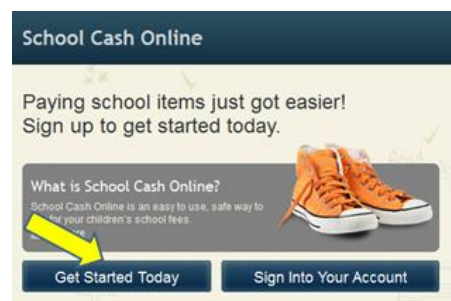 School Cash Online
Paying school items just got easier!
Sign up to get started today.
What is School Cash Online?
School Cash Online is an easy to use, safe way to
for your children's school fees.
Get Started Today
Sign Into Your Account